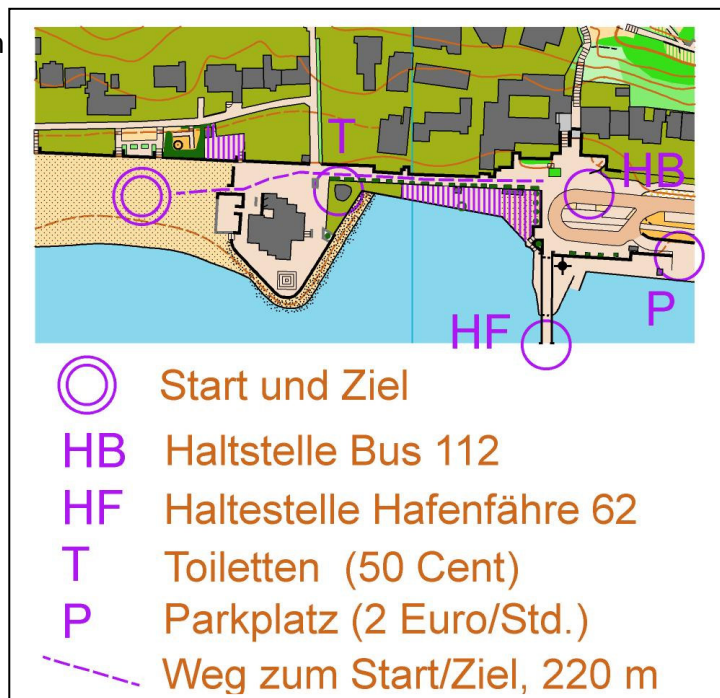 n
T
HB
P
HF
Start und Ziel
HB Haltstelle Bus 112
HF Haltestelle Hafenfähre 62
T Toiletten (50 Cent)
P Parkplatz (2 Euro/Std.)
Weg zum Start/Ziel, 220 m